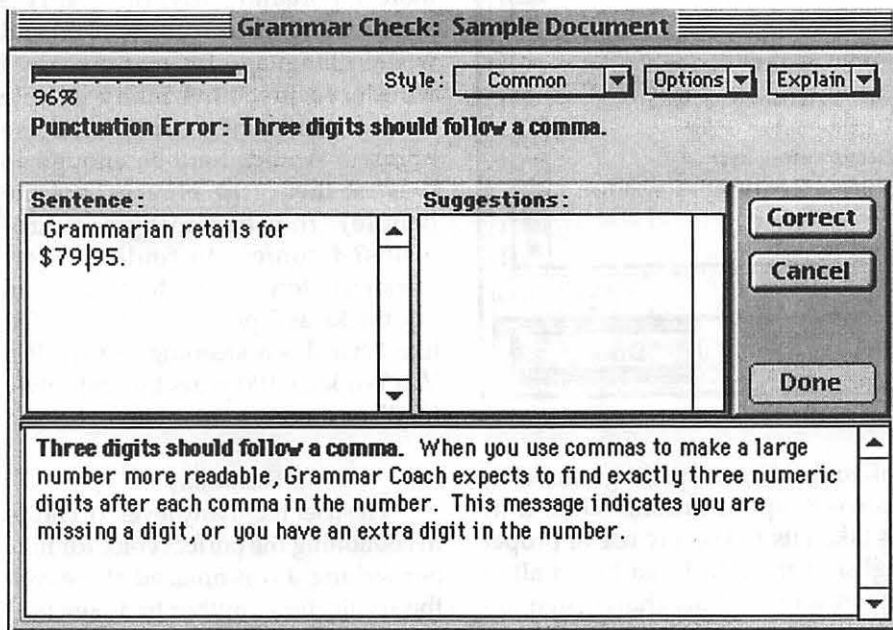 Grammar Check: Sample Document
96%
Style: Common Options Explain
Punctuation Error: Three digits should follow a comma.
Sentence:
Grammarian retails for
$79|95.
Suggestions:
Correct
Cancel
Done
Three digits should follow a comma. When you use commas to make a large
number more readable, Grammar Coach expects to find exactly three numeric
digits after each comma in the number. This message indicates you are
missing a digit, or you have an extra digit in the number.